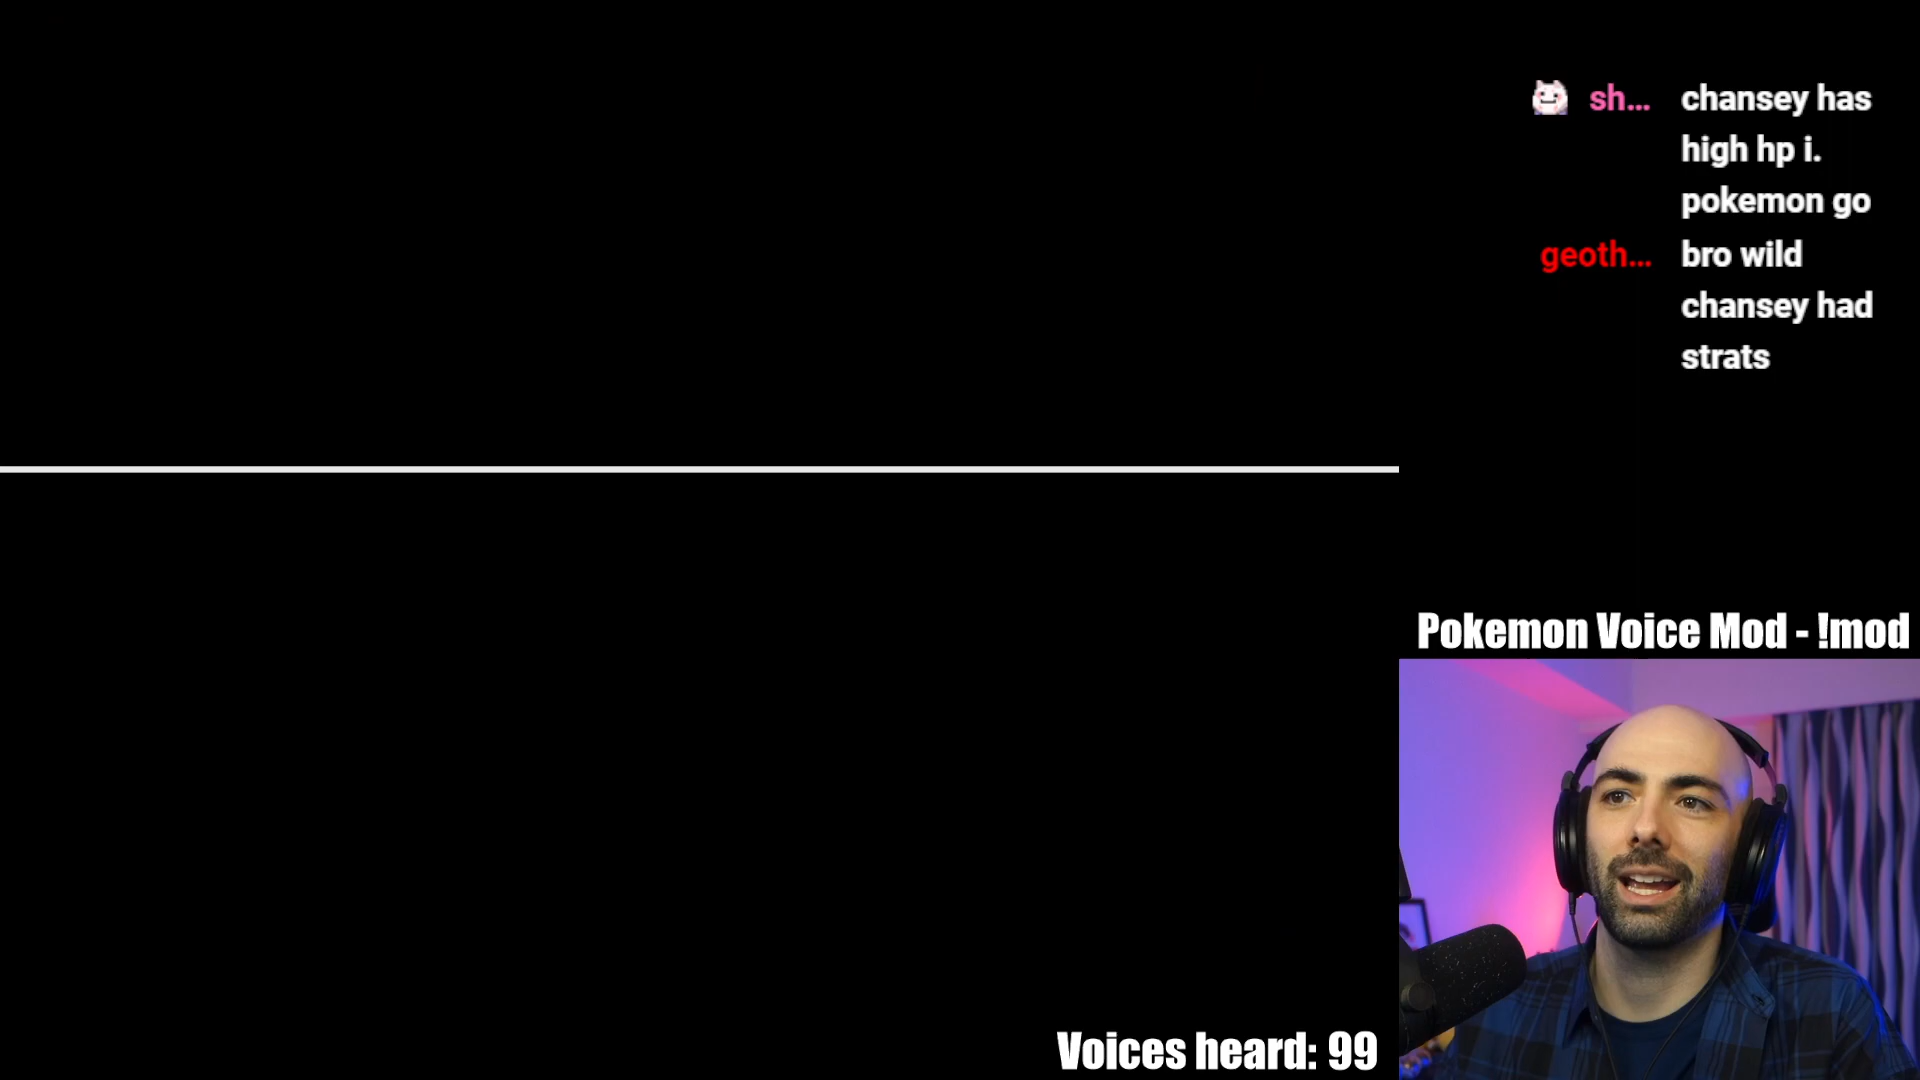 sh... chansey has
high hp i.
pokemon go
geoth... bro wild
chansey had
strats
Pokemon Voice Mod - !mod
Voices heard: 99